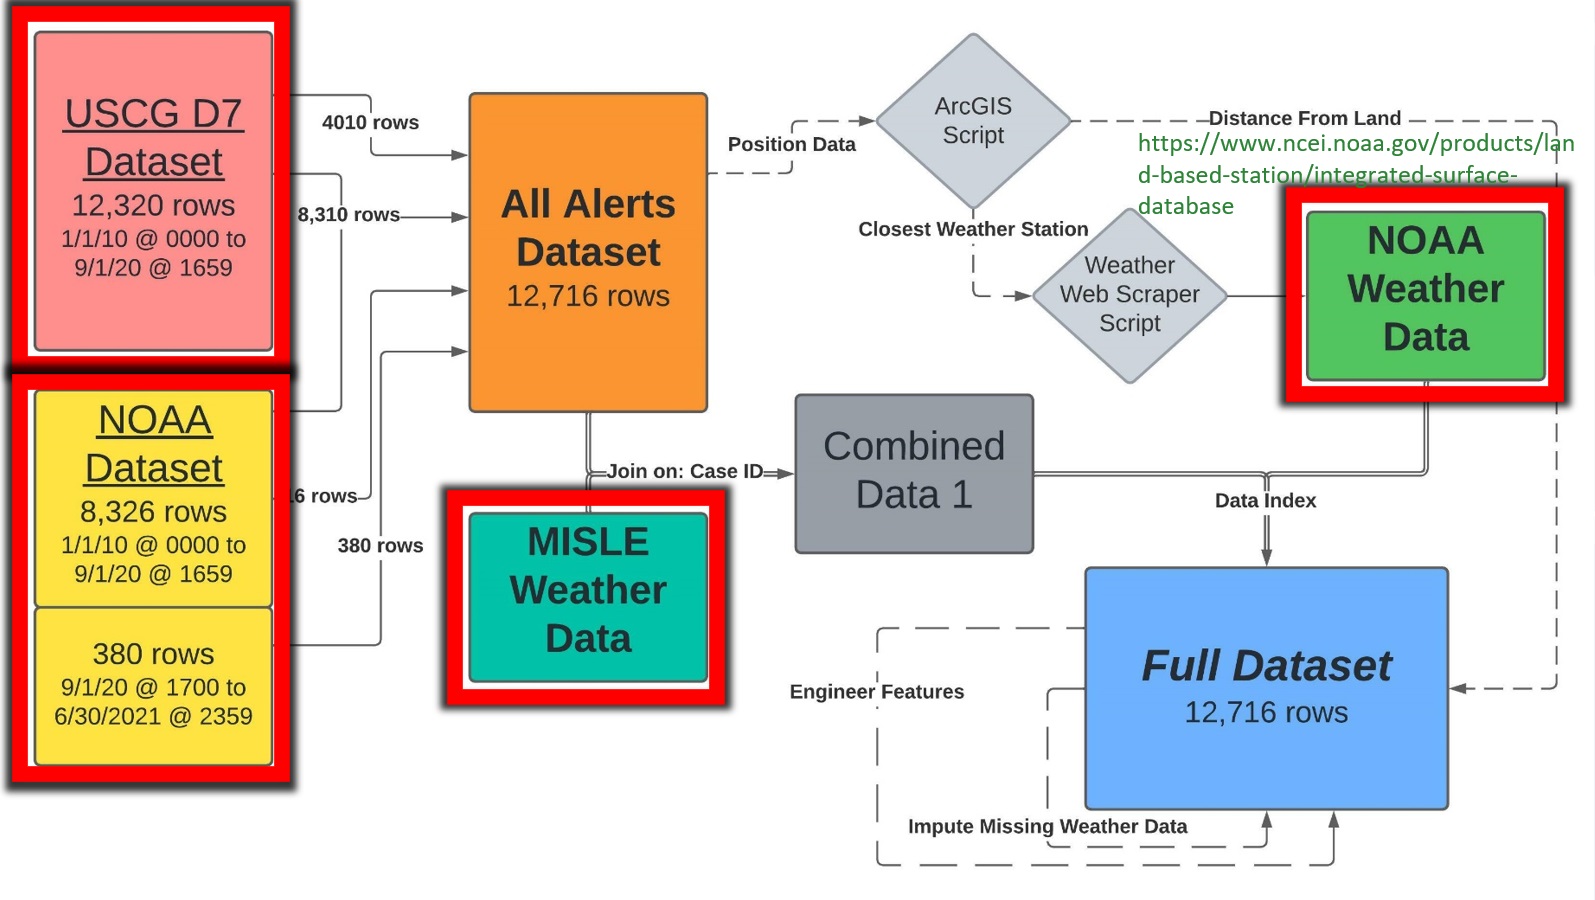 USCG D7
Dataset
12,320 rows
1/1/10 @ 0000 to
9/1/20 @ 1659
NOAA
Dataset
8,326 rows
1/1/10 @ 0000 to
9/1/20 @ 1659
380 rows
9/1/20 @ 1700 to
6/30/2021 @ 2359
4010 rows
8,310 rows
16 rows
380 rows
All Alerts
Dataset
12,716 rows
Position Data
ArcGIS
Script
Distance From Land
https://www.ncei.noaa.gov/products/lan
d-based-station/integrated-surface-
database
Closest Weather Station
Weather
Web Scraper
Script
NOAA
Weather
Data
Join on: Case ID
MISLE
Weather
Data
Combined
Data 1
Data Index
Full Dataset
12,716 rows
Engineer Features
Impute Missing Weather Data